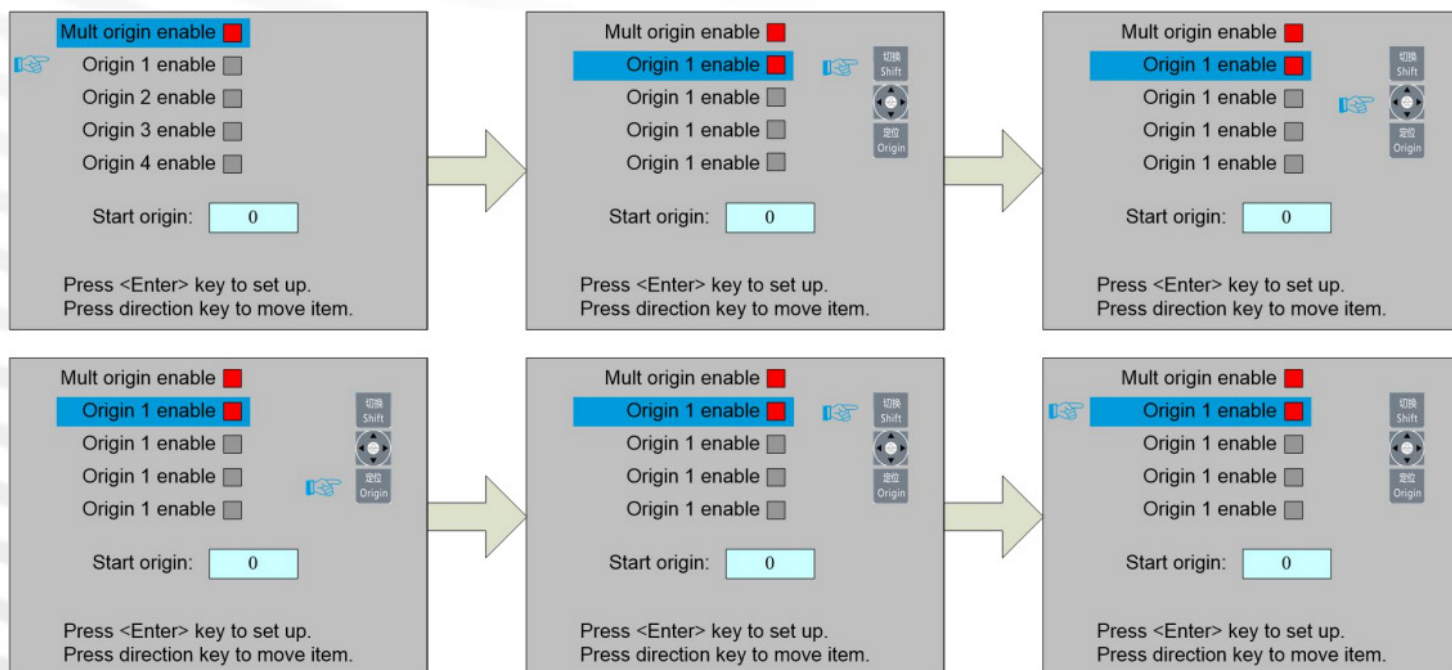 Mult origin enable
Origin 1 enable
Origin 2 enable
Origin 3 enable
Origin 4 enable
Start origin: 0
Press <Enter> key to set up.
Press direction key to move item.
Mult origin enable
Origin 1 enable
Origin 1 enable
Origin 1 enable
Origin 1 enable
切换
Shift
定位
Origin
Start origin: 0
Press <Enter> key to set up.
Press direction key to move item.
Mult origin enable
Origin 1 enable
Origin 1 enable
Origin 1 enable
Origin 1 enable
切换
Shift
定位
Origin
Start origin: 0
Press <Enter> key to set up.
Press direction key to move item.
Mult origin enable
Origin 1 enable
Origin 1 enable
Origin 1 enable
Origin 1 enable
切换
Shift
定位
Origin
Start origin: 0
Press <Enter> key to set up.
Press direction key to move item.
Mult origin enable
Origin 1 enable
Origin 1 enable
Origin 1 enable
Origin 1 enable
切换
Shift
定位
Origin
Start origin: 0
Press <Enter> key to set up.
Press direction key to move item.
Mult origin enable
Origin 1 enable
Origin 1 enable
Origin 1 enable
Origin 1 enable
切换
Shift
定位
Origin
Start origin: 0
Press <Enter> key to set up.
Press direction key to move item.